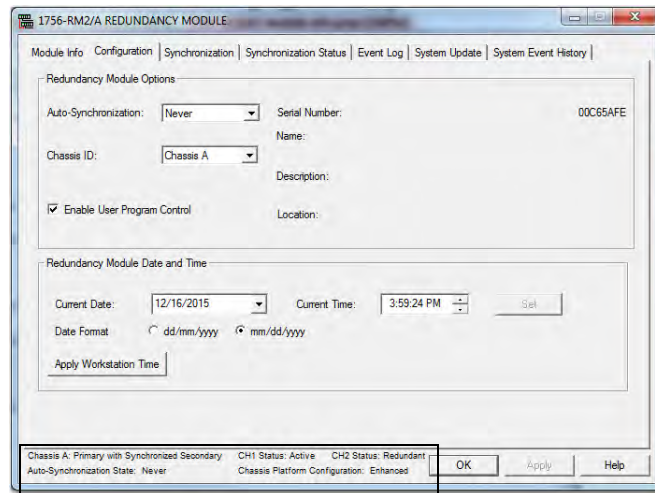 1756-RM2/A REDUNDANCY MODULE
Module Info Configuration Synchronization Synchronization Status Event Log System Update System Event History
Redundancy Module Options
Auto-Synchronization: Never Serial Number: 00C65AFE
Name:
Chassis ID: Chassis A
Description:
Enable User Program Control
Location:
Redundancy Module Date and Time
Current Date: 12/16/2015 Current Time: 3:59:24 PM Set
Date Format dd/mm/yyyy mm/dd/yyyy
Apply Workstation Time
Chassis A: Primary with Synchronized Secondary CH1 Status: Active CH2 Status: Redundant
Auto-Synchronization State: Never Chassis Platform Configuration: Enhanced
OK Apply Help